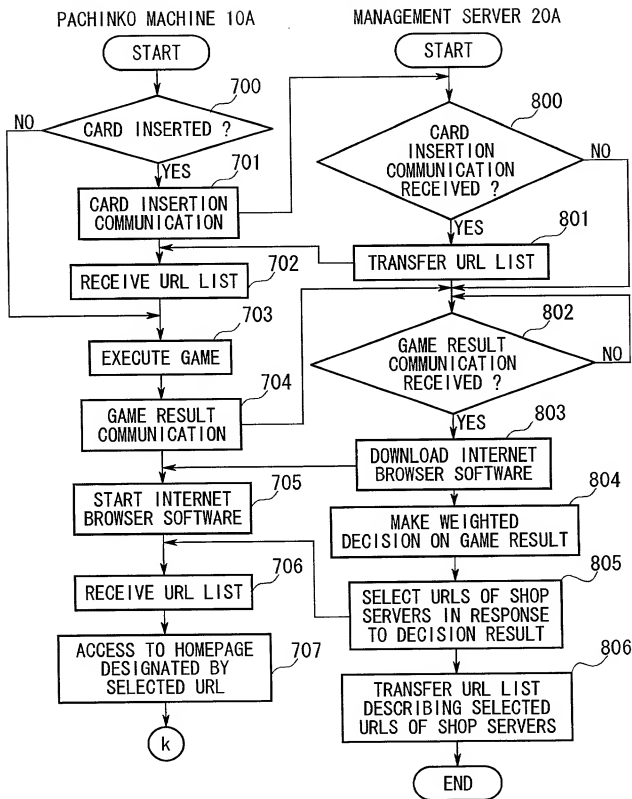 PACHINKO MACHINE 10A
START
700
CARD INSERTED ?
NO
YES
701
CARD INSERTION
COMMUNICATION
RECEIVE URL LIST
702
703
EXECUTE GAME
704
GAME RESULT
COMMUNICATION
705
START INTERNET
BROWSER SOFTWARE
706
RECEIVE URL LIST
ACCESS TO HOMEPAGE
DESIGNATED BY
SELECTED URL
707
k
MANAGEMENT SERVER 20A
START
800
CARD
INSERTION
COMMUNICATION
RECEIVED ?
NO
YES
801
TRANSFER URL LIST
802
GAME RESULT
COMMUNICATION
RECEIVED ?
NO
YES
803
DOWNLOAD INTERNET
BROWSER SOFTWARE
804
MAKE WEIGHTED
DECISION ON GAME RESULT
805
SELECT URLS OF SHOP
SERVERS IN RESPONSE
TO DECISION RESULT
806
TRANSFER URL LIST
DESCRIBING SELECTED
URLS OF SHOP SERVERS
END